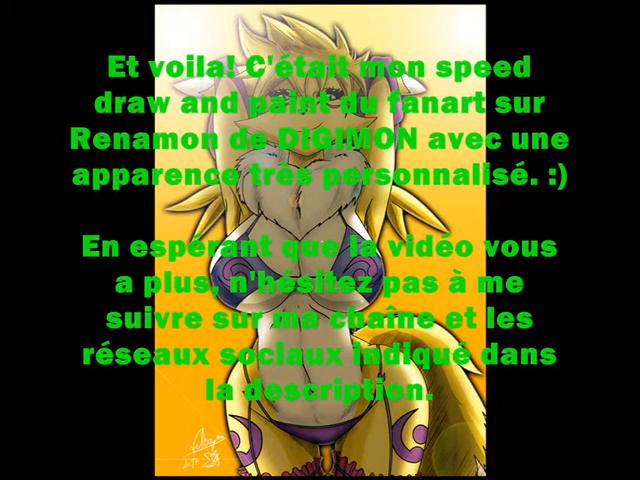 Et voila! C'était mon speed
draw and paint du fanart sur
Renamon de DIGIMON avec une
apparence très personnalisé. :)
En espérant que la vidéo vous
a plus, n'hésitez pas à me
suivre sur ma chaîne et les
réseaux sociaux indiqué dans
la description.